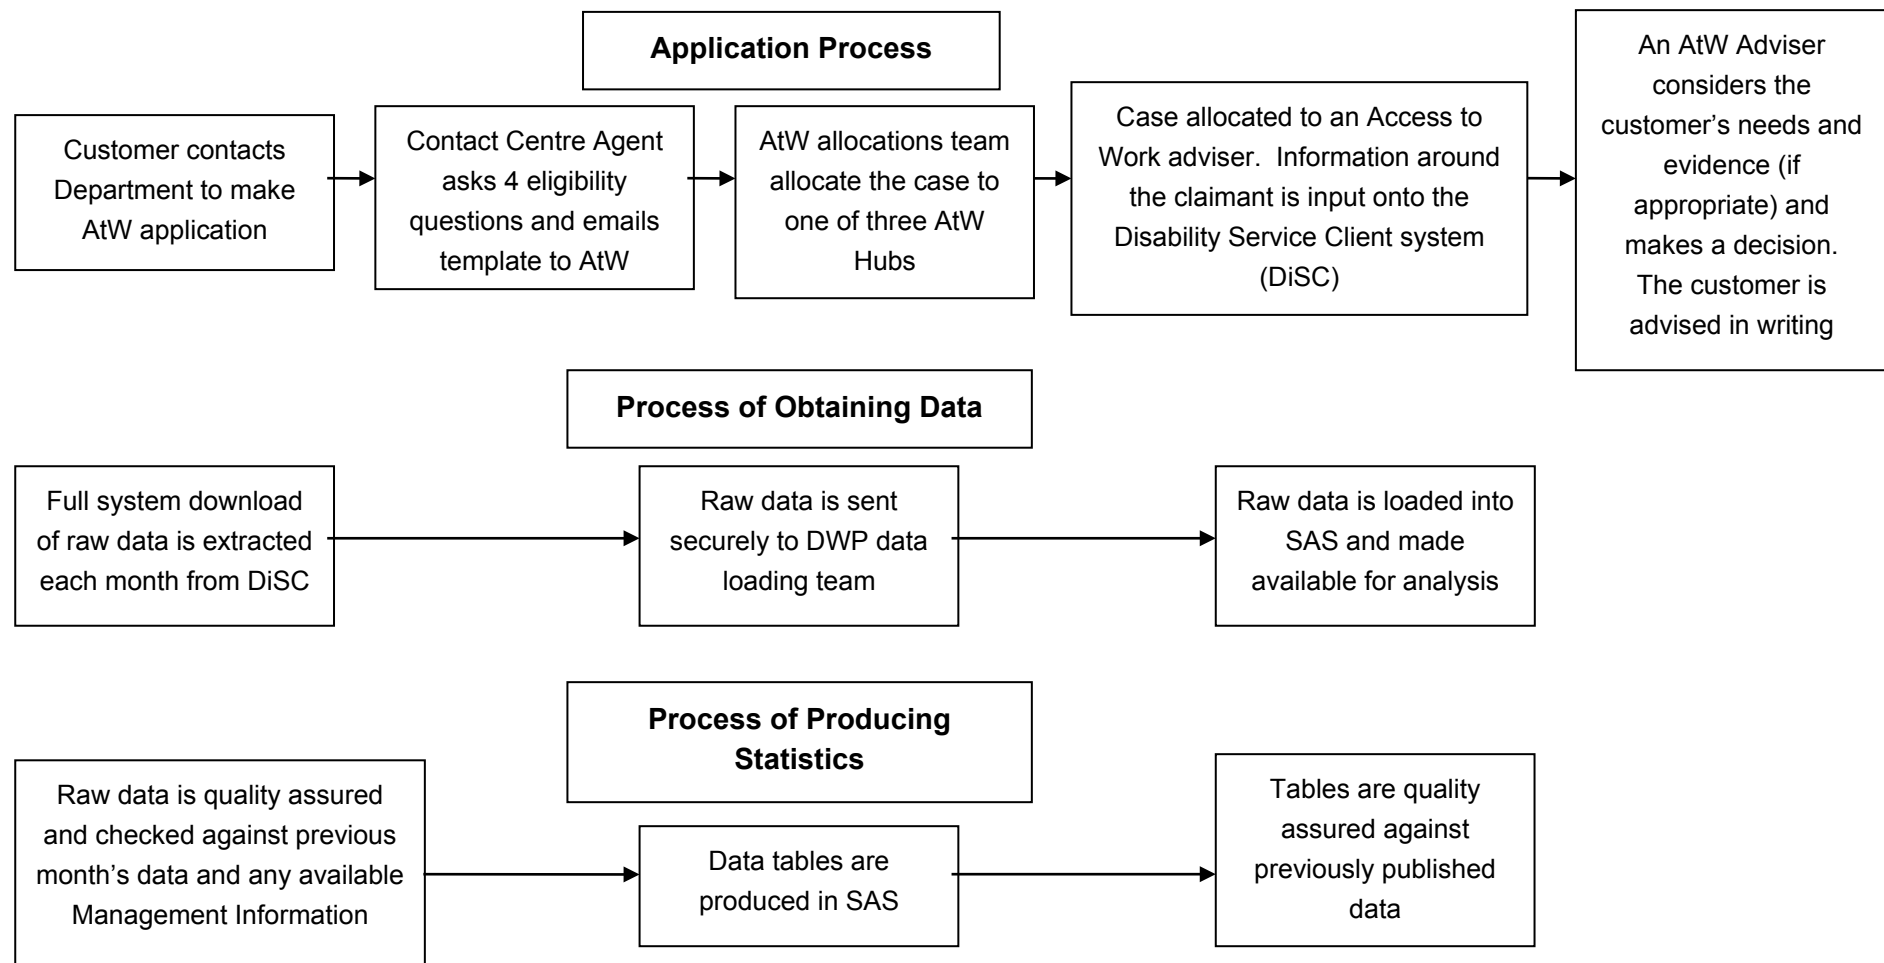 Application Process
Customer contacts
Department to make
AtW application
Contact Centre Agent
asks 4 eligibility
questions and emails
template to AtW
AtW allocations team
allocate the case to
one of three AtW
Hubs
Case allocated to an Access to
Work adviser.  Information around
the claimant is input onto the
Disability Service Client system
(DiSC)
An AtW Adviser
considers the
customer’s needs and
evidence (if
appropriate) and
makes a decision.
The customer is
advised in writing
Process of Obtaining Data
Full system download
of raw data is extracted
each month from DiSC
Raw data is sent
securely to DWP data
loading team
Raw data is loaded into
SAS and made
available for analysis
Process of Producing
Statistics
Raw data is quality assured
and checked against previous
month’s data and any available
Management Information
Data tables are
produced in SAS
Tables are quality
assured against
previously published
data